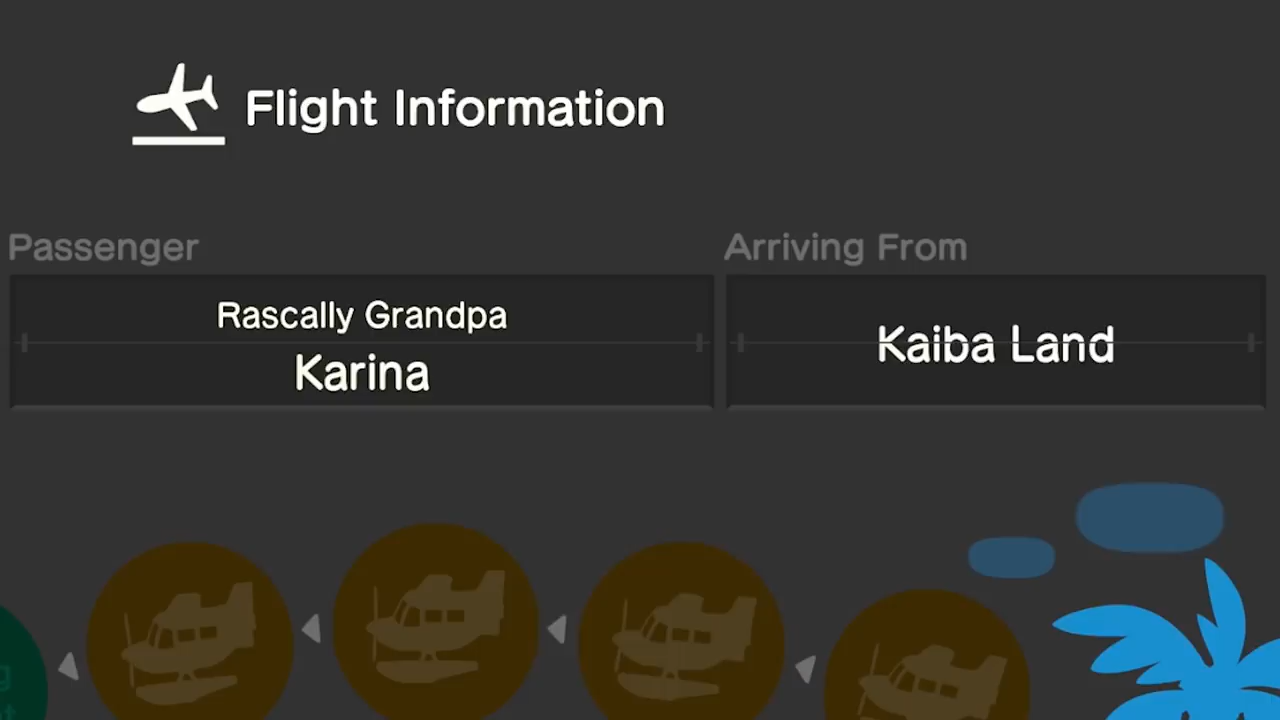 Flight Information
Passenger
Arriving From
Rascally Grandpa
Karina
Kaiba Land